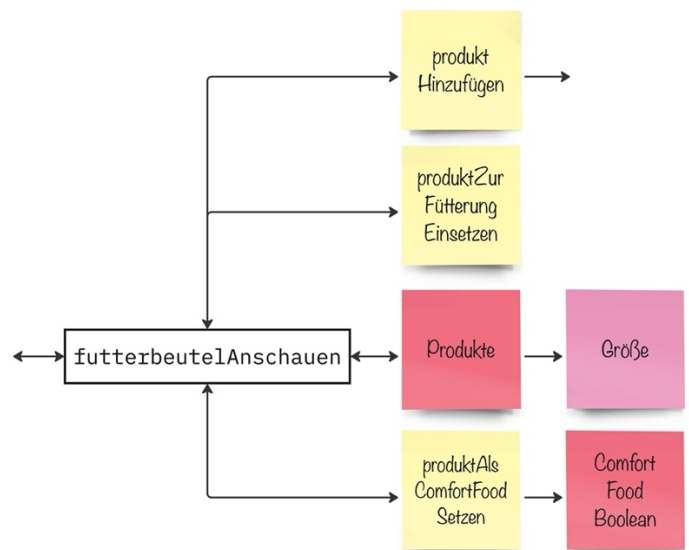 produkt
Hinzufügen
produktZur
Fütterung
Einsetzen
futterbeutelAnschauen
Produkte
Größe
produktAls
ComfortFood
Setzen
Comfort
Food
Boolean